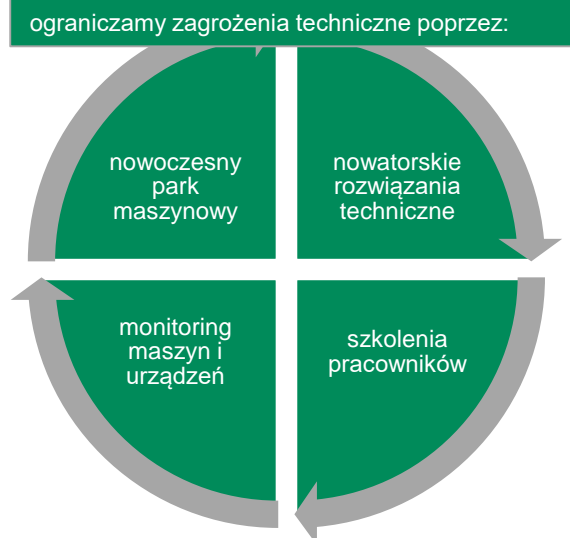 ograniczamy zagrożenia techniczne poprzez:
nowoczesny
park
maszynowy
nowatorskie
rozwiązania
techniczne
monitoring
maszyn i
urządzeń
szkolenia
pracowników